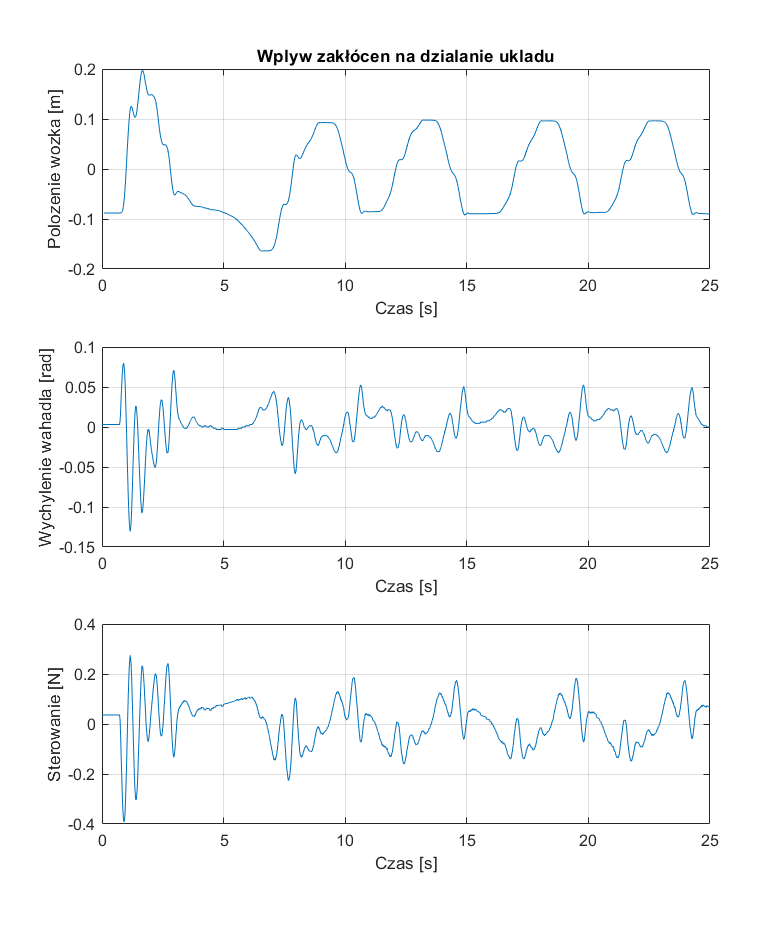 Wplyw zakłócen na dzialanie ukladu
0.2
0.1
0
-0.1
-0.2
Polozenie wozka [m]
0 5 10 15 20 25
Czas [s]
0.1
0.05
0
-0.05
-0.1
-0.15
Wychylenie wahadla [rad]
0 5 10 15 20 25
Czas [s]
0.4
0.2
0
-0.2
-0.4
Sterowanie [N]
0 5 10 15 20 25
Czas [s]